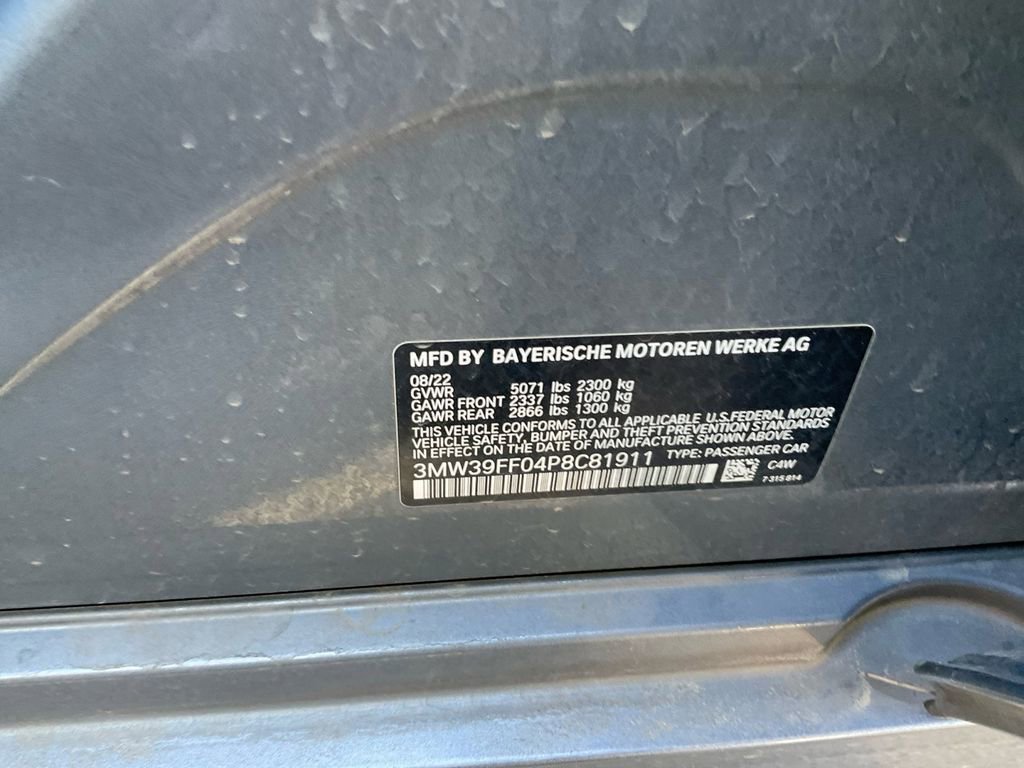 MFD BY BAYERISCHE MOTOREN WERKE AG
08/22
GVWR 5071 lbs 2300 kg
GAWR FRONT 2337 lbs 1060 kg
GAWR REAR 2866 lbs 1300 kg
THIS VEHICLE CONFORMS TO ALL APPLICABLE U.S.FEDERAL MOTOR
VEHICLE SAFETY, BUMPER AND THEFT PREVENTION STANDARDS
IN EFFECT ON THE DATE OF MANUFACTURE SHOWN ABOVE.
3MW39FF04P8C81911 TYPE: PASSENGER CAR
C4W
7 315 814